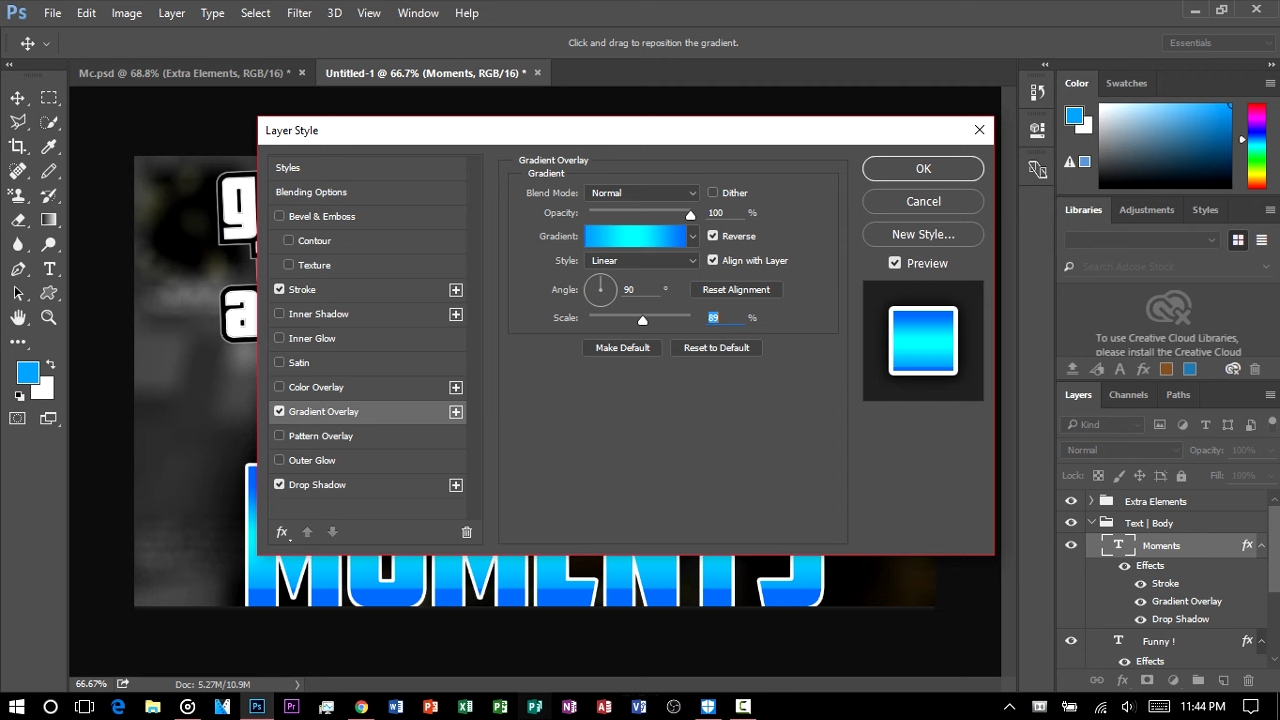 Ps File Edit Image Layer Type Select Filter 3D View Window Help
Click and drag to reposition the gradient.
Essentials
Mc.psd @ 68.8% (Extra Elements, RGB/16) *
Untitled-1 @ 66.7% (Moments, RGB/16) *
Color Swatches
Layer Style
Styles
Blending Options
Bevel & Emboss
Contour
Texture
Stroke
Inner Shadow
Inner Glow
Satin
Color Overlay
Gradient Overlay
Pattern Overlay
Outer Glow
Drop Shadow
fx
Gradient Overlay
Gradient
Blend Mode: Normal Dither
Opacity: 100 %
Gradient: Reverse
Style: Linear Align with Layer
Angle: 90 ° Reset Alignment
Scale: 89 %
Make Default Reset to Default
OK
Cancel
New Style...
Preview
g
a
MOMENTS
Libraries Adjustments Styles
Search Adobe Stock
To use Creative Cloud Libraries,
please install the Creative Cloud
Layers Channels Paths
Kind
Normal Opacity: 100%
Lock: Fill: 100%
Extra Elements
Text | Body
Moments fx
Effects
Stroke
Gradient Overlay
Drop Shadow
Funny ! fx
Effects
66.67% Doc: 5.27M/10.9M
11:44 PM